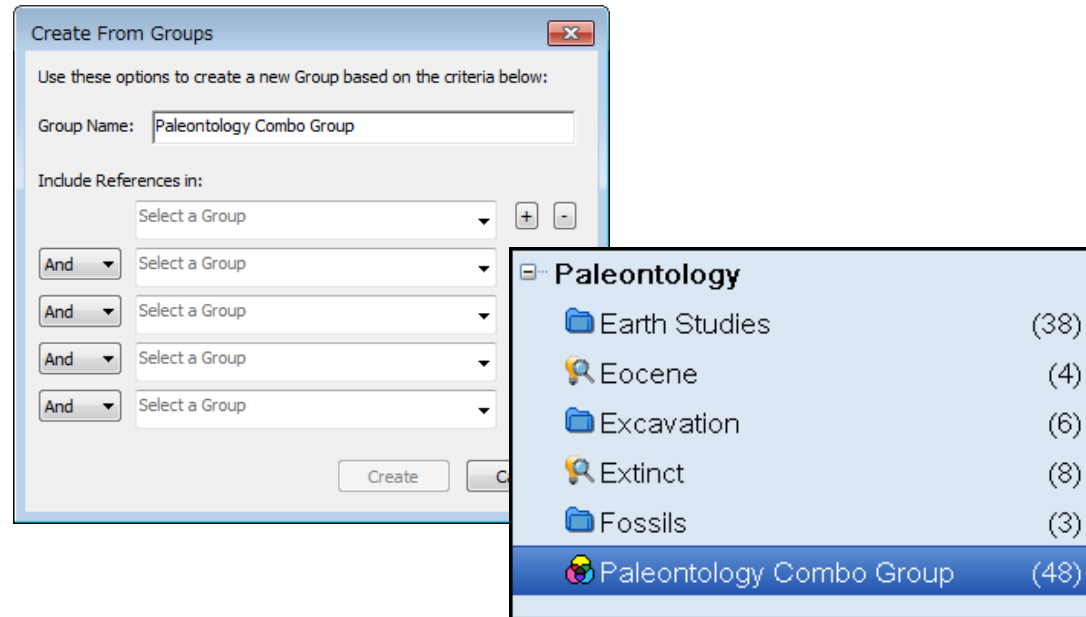 Create From Groups
Use these options to create a new Group based on the criteria below:
Group Name: Paleontology Combo Group
Include References in:
Select a Group + -
And Select a Group
And Select a Group
And Select a Group
And Select a Group
Create
Paleontology
Earth Studies (38)
Eocene (4)
Excavation (6)
Extinct (8)
Fossils (3)
Paleontology Combo Group (48)